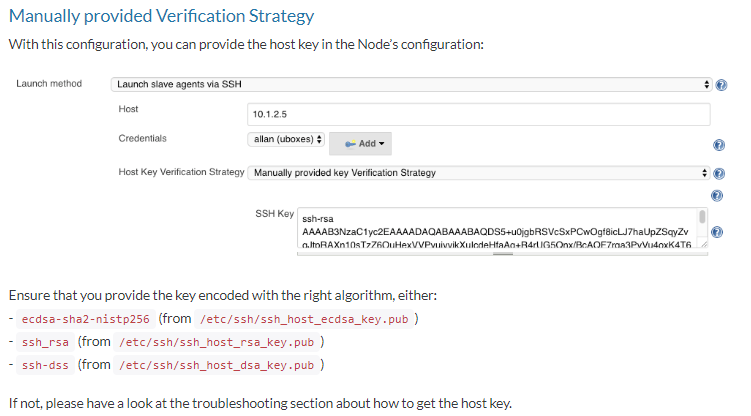 Manually provided Verification Strategy
With this configuration, you can provide the host key in the Node's configuration:
Launch method Launch slave agents via SSH
Host 10.1.2.5
Credentials allan (uboxes) Add
Host Key Verification Strategy Manually provided key Verification Strategy
SSH Key ssh-rsa
Ensure that you provide the key encoded with the right algorithm, either:
- ecdsa-sha2-nistp256 (from /etc/ssh/ssh_host_ecdsa_key.pub )
- ssh_rsa (from /etc/ssh/ssh_host_rsa_key.pub )
- ssh-dss (from /etc/ssh/ssh_host_dsa_key.pub )
If not, please have a look at the troubleshooting section about how to get the host key.